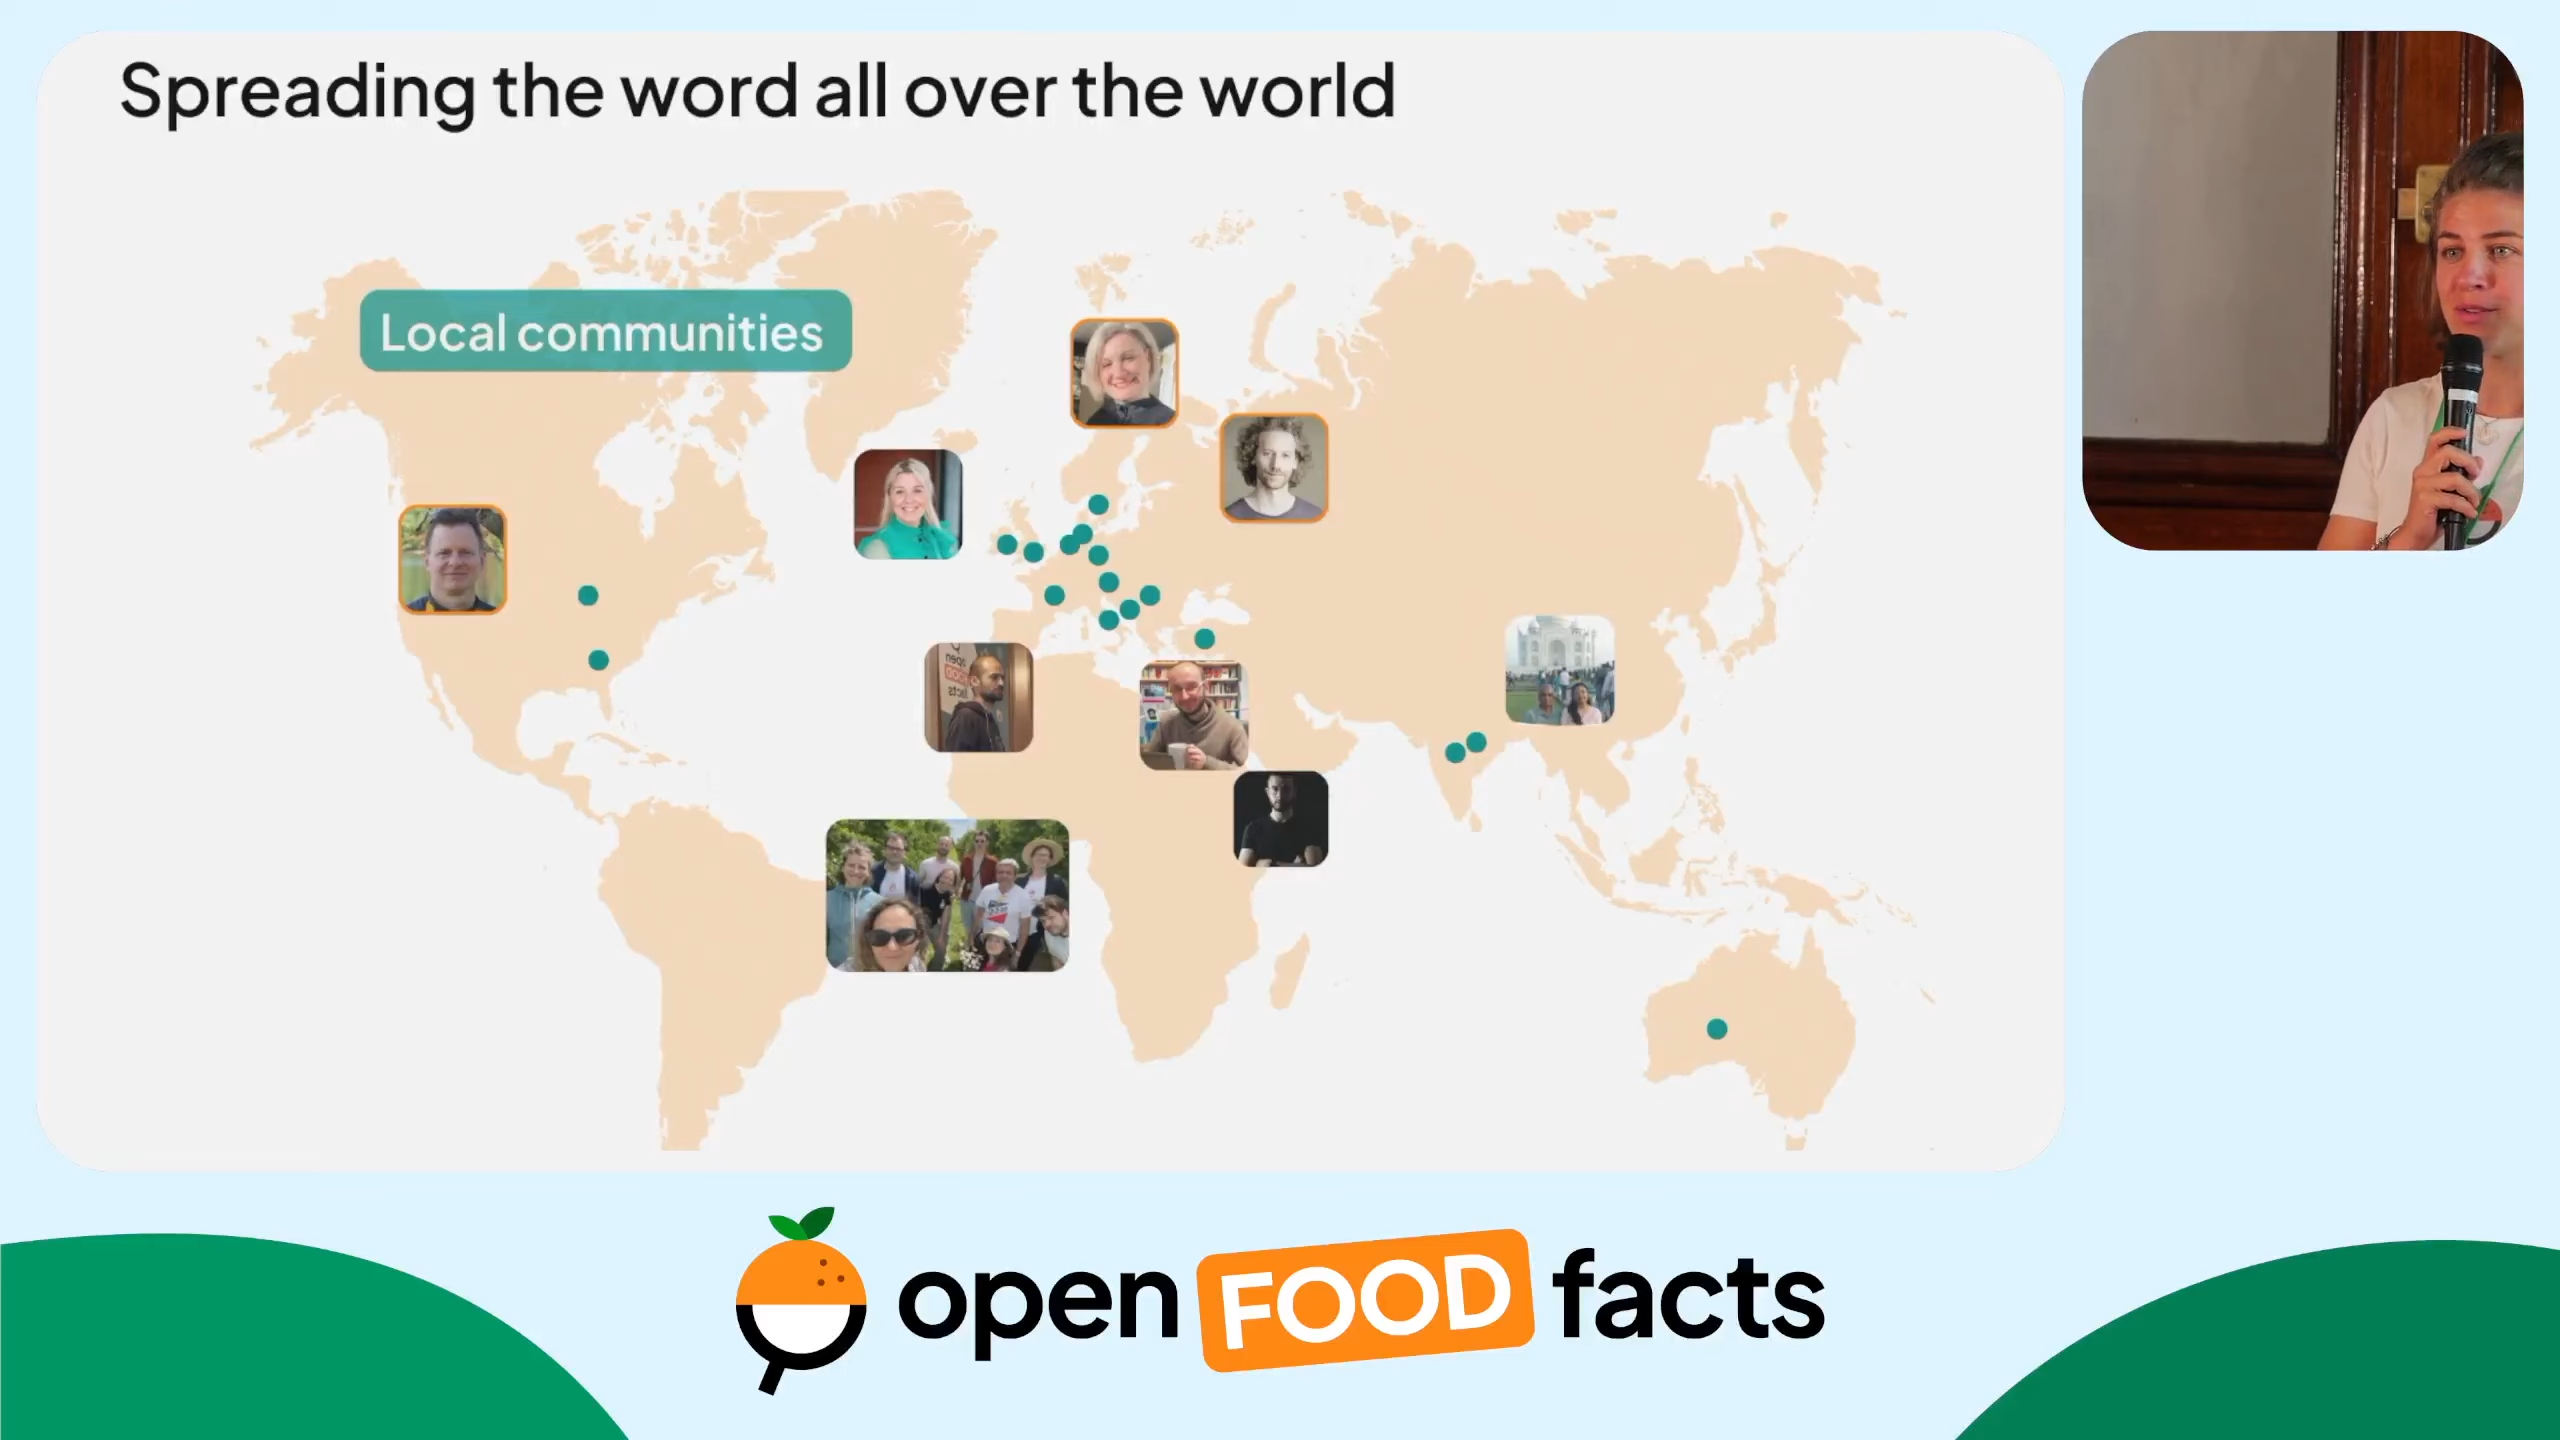 Spreading the word all over the world
Local communities
open FOOD facts